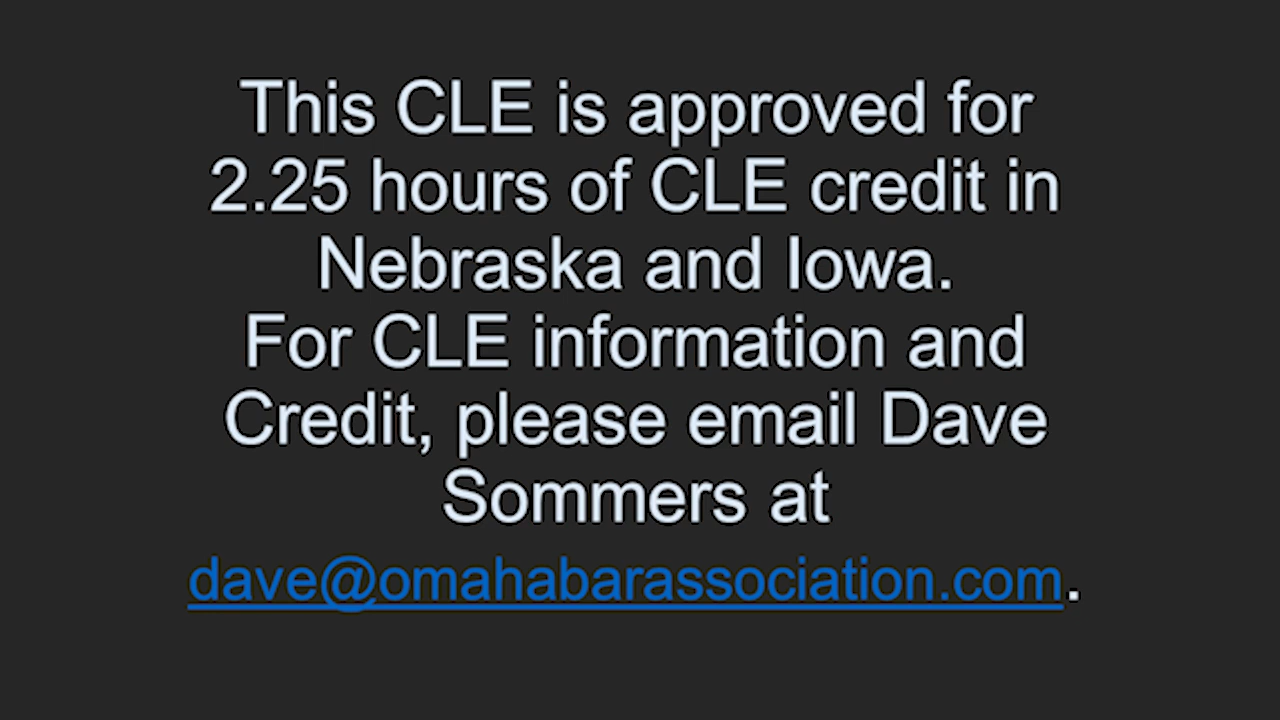 This CLE is approved for
2.25 hours of CLE credit in
Nebraska and Iowa.
For CLE information and
Credit, please email Dave
Sommers at
dave@omahabarassociation.com.